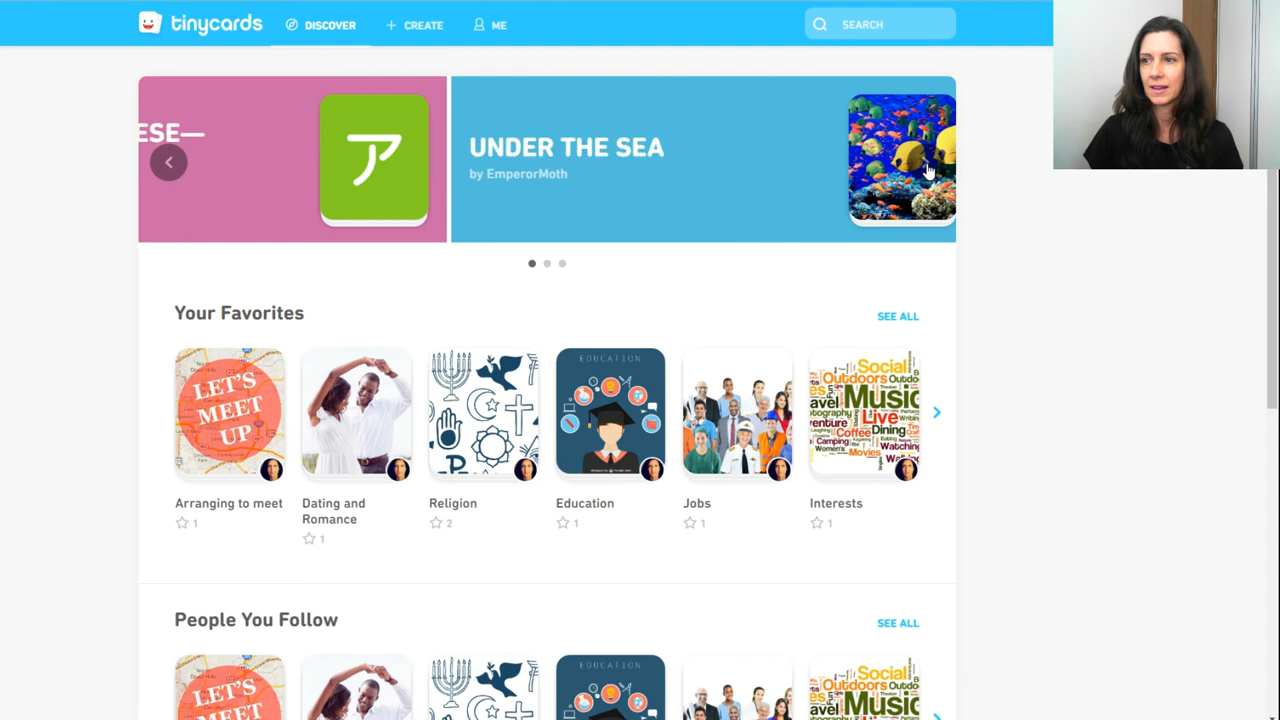 tinycards
DISCOVER
CREATE
ME
SEARCH
ESE—
ア
UNDER THE SEA
by EmperorMoth
Your Favorites
SEE ALL
LET'S
MEET
UP
EDUCATION
Social
Outdoors
Music
Live
Dining
Coffee
Camping
Movies
Women's
Watching
Arranging to meet
1
Dating and
Romance
1
Religion
2
Education
1
Jobs
1
Interests
1
People You Follow
SEE ALL
LET'S
MEET
EDUCATION
Social
Outdoors
Music